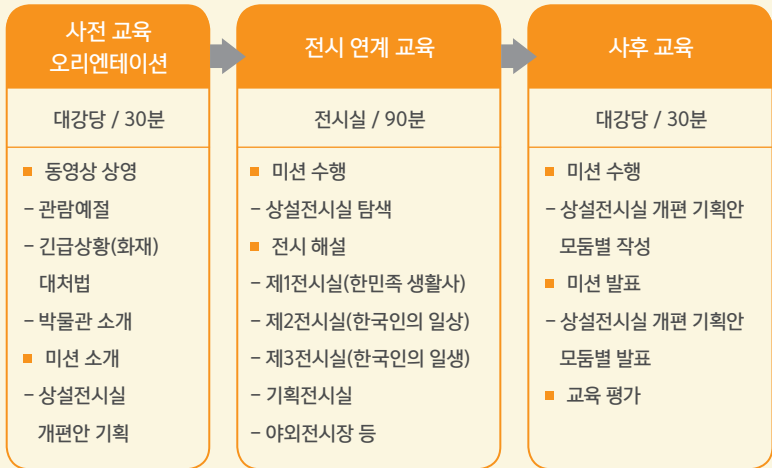 사전 교육
오리엔테이션
대강당 / 30분
■ 동영상 상영
– 관람예절
– 긴급상황(화재)
대처법
– 박물관 소개
■ 미션 소개
– 상설전시실
개편안 기획
전시 연계 교육
전시실 / 90분
■ 미션 수행
– 상설전시실 탐색
■ 전시 해설
– 제1전시실(한민족 생활사)
– 제2전시실(한국인의 일상)
– 제3전시실(한국인의 일생)
– 기획전시실
– 야외전시장 등
사후 교육
대강당 / 30분
■ 미션 수행
– 상설전시실 개편 기획안
모둠별 작성
■ 미션 발표
– 상설전시실 개편 기획안
모둠별 발표
■ 교육 평가